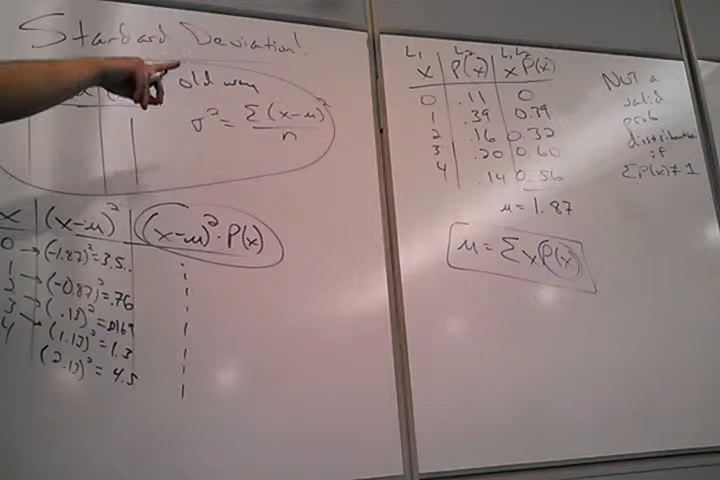 Standard Deviation!
old way
σ² = Σ(x-μ)² / n
x | (x-μ)² | (x-μ)²·P(x)
0 → (-1.87)² = 3.5..
1 → (-0.87)² = .76
2 → (.13)² = .0169
3 → (1.13)² = 1.3
4 (2.13)² = 4.5
L₁ L₂ L₁L₂
x | P(x) | x P(x)
0 .11 0
1 .39 0.39
2 .16 0.32
3 .20 0.60
4 .14 0.56
μ = 1.87
μ = Σ x P(x)
NOT a
valid
prob
distribution
if
ΣP(x) ≠ 1